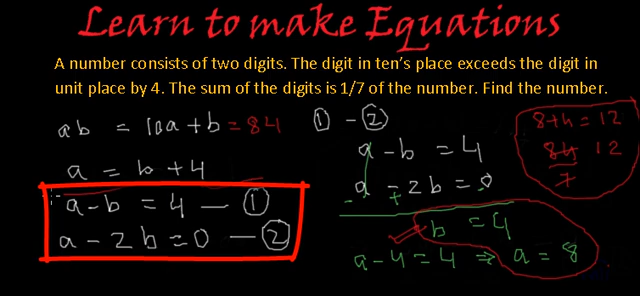 Learn to make Equations
A number consists of two digits. The digit in ten's place exceeds the digit in
unit place by 4. The sum of the digits is 1/7 of the number. Find the number.
ab = 10a + b = 84
a = b + 4
a - b = 4 — ①
a - 2b = 0 — ②
① - ②
a - b = 4
a - 2b = 0
- +
b = 4
a - 4 = 4 ⇒ a = 8
8+4 = 12
84 12
7